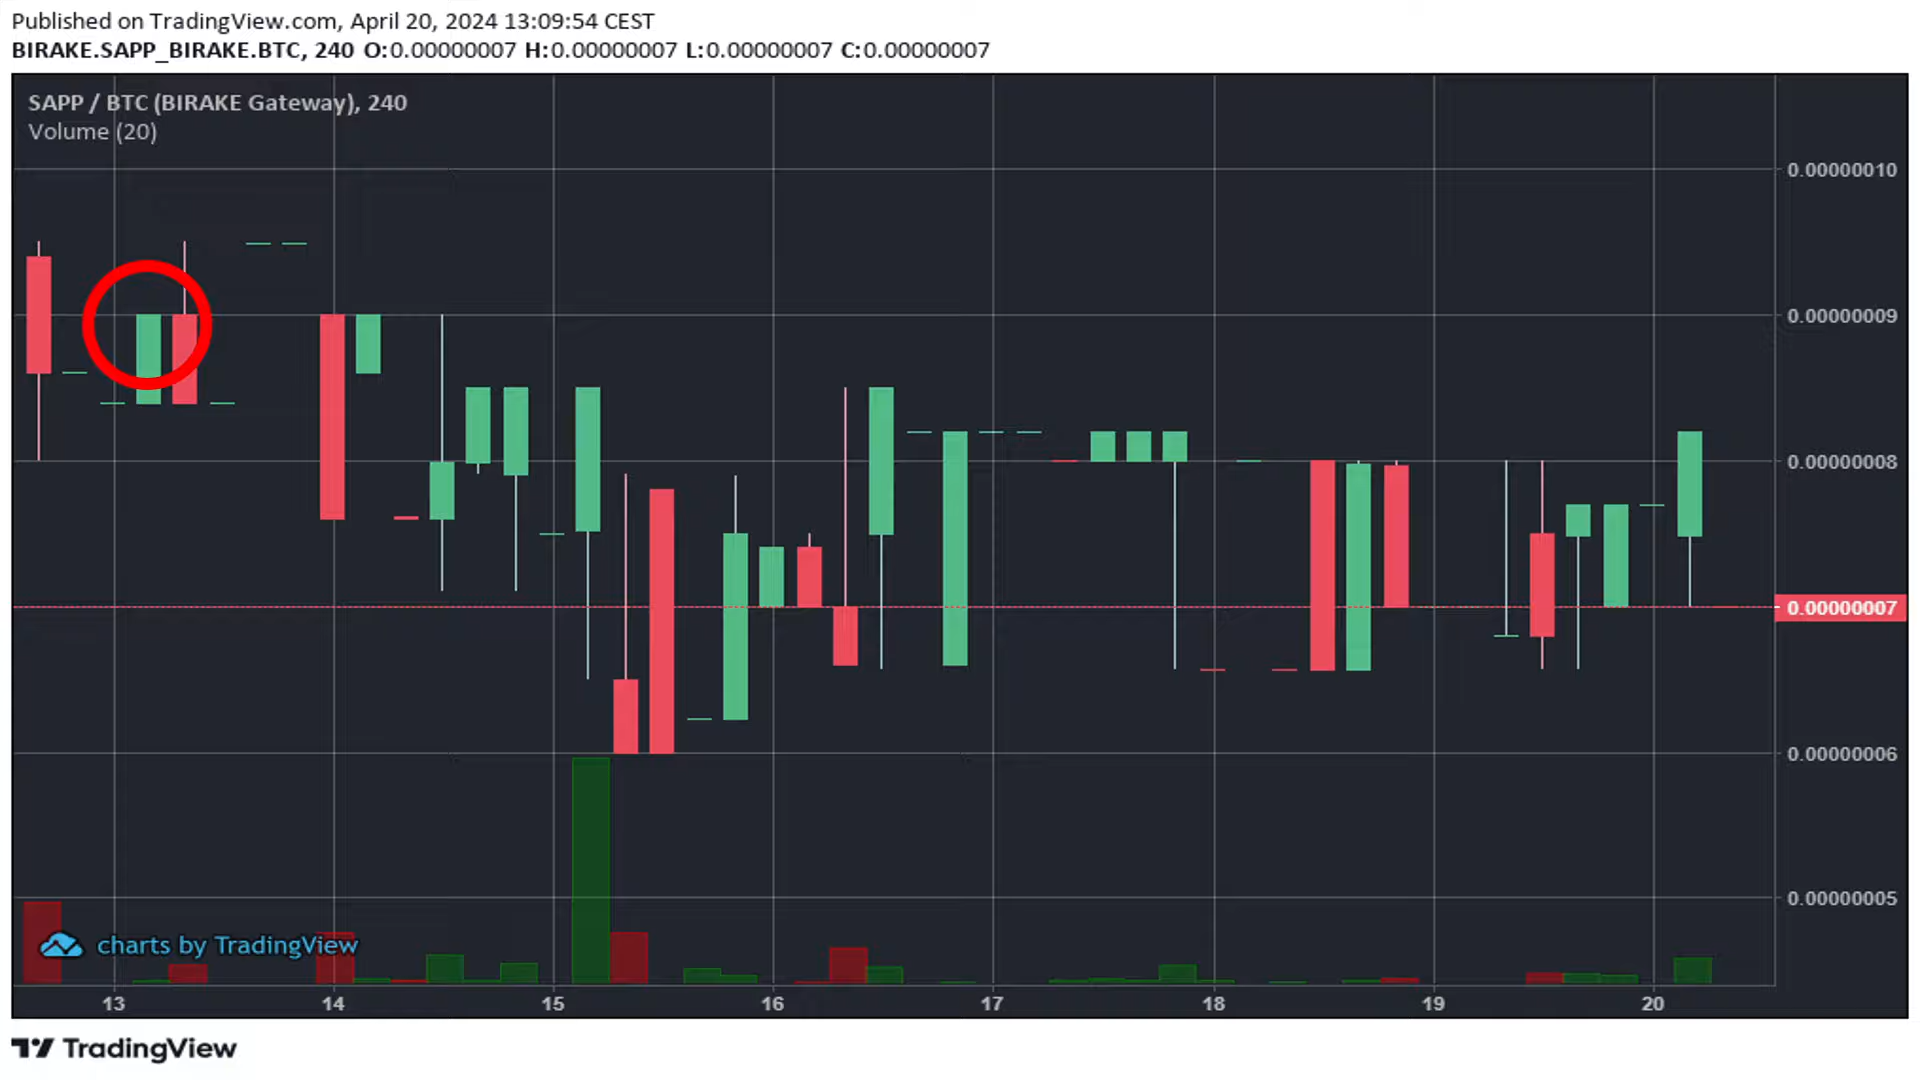 Published on TradingView.com, April 20, 2024 13:09:54 CEST
BIRAKE.SAPP_BIRAKE.BTC, 240 O:0.00000007 H:0.00000007 L:0.00000007 C:0.00000007
SAPP / BTC (BIRAKE Gateway), 240
Volume (20)
0.00000010
0.00000009
0.00000008
0.00000007
0.00000006
0.00000005
charts by TradingView
13 14 15 16 17 18 19 20
TradingView